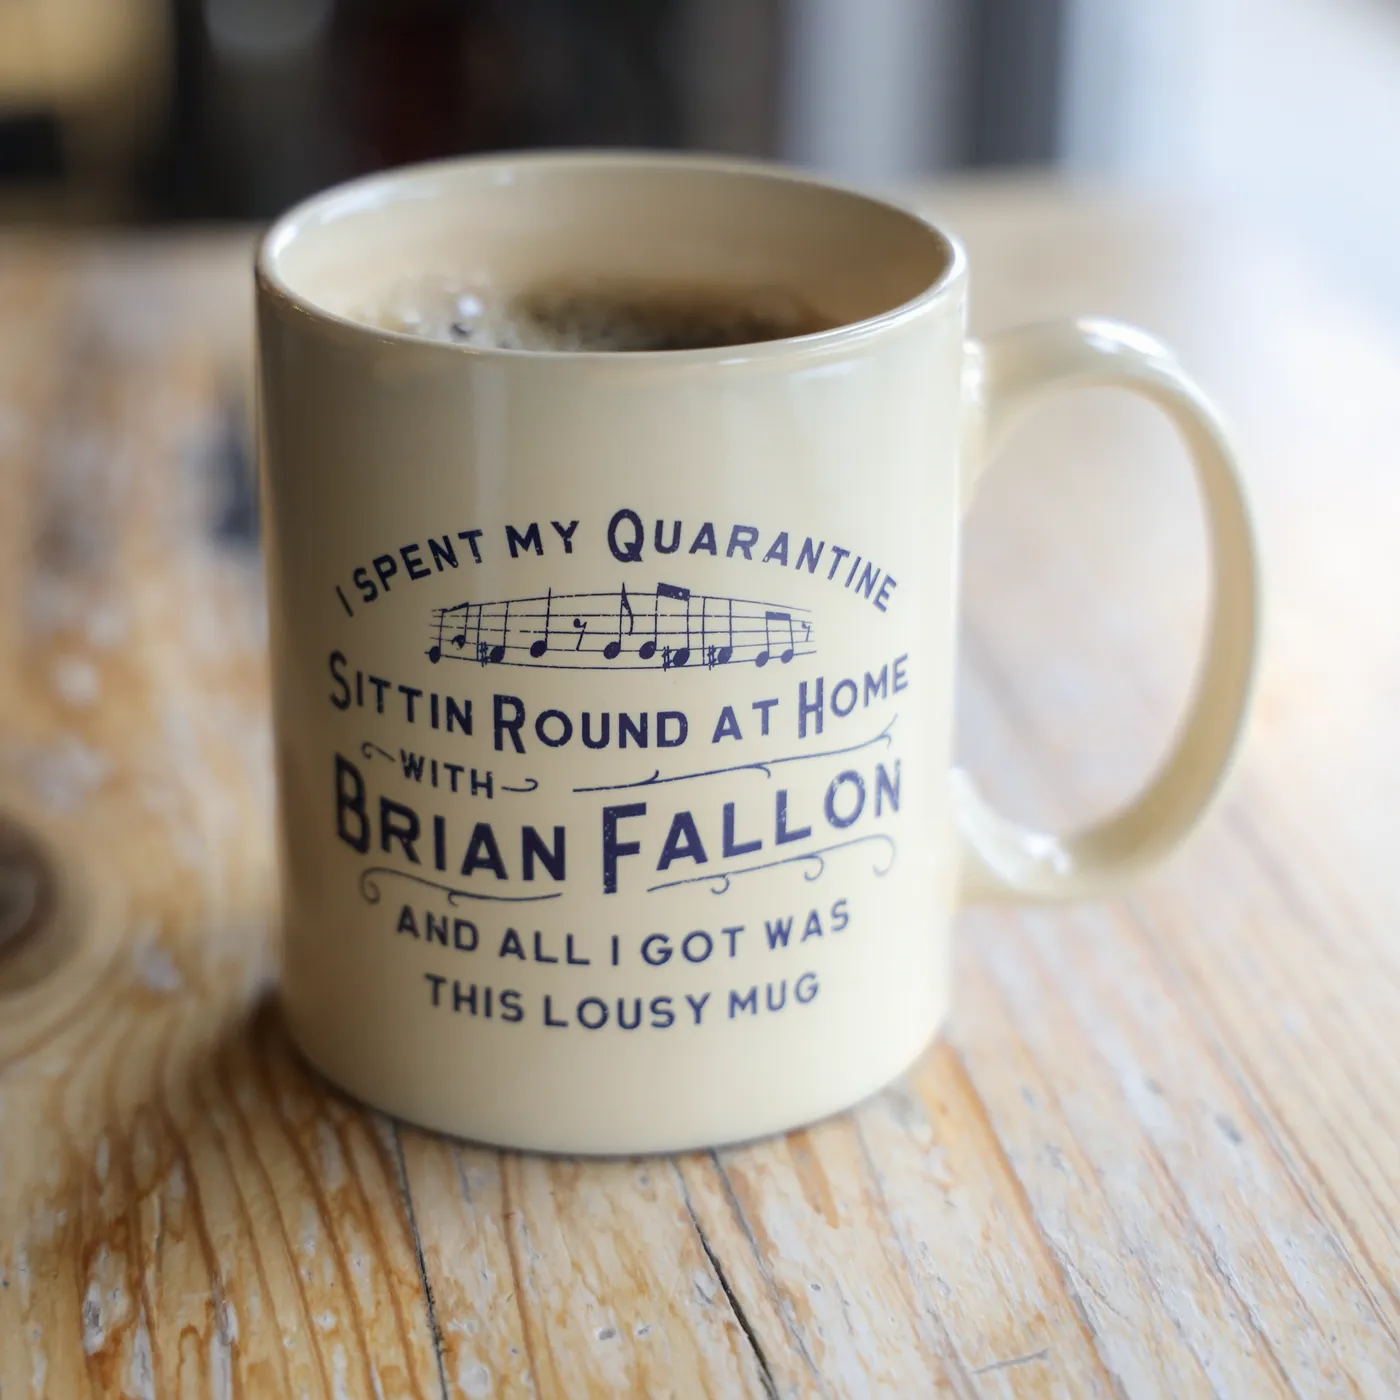 I SPENT MY QUARANTINE
SITTIN ROUND AT HOME
WITH
BRIAN FALLON
AND ALL I GOT WAS
THIS LOUSY MUG